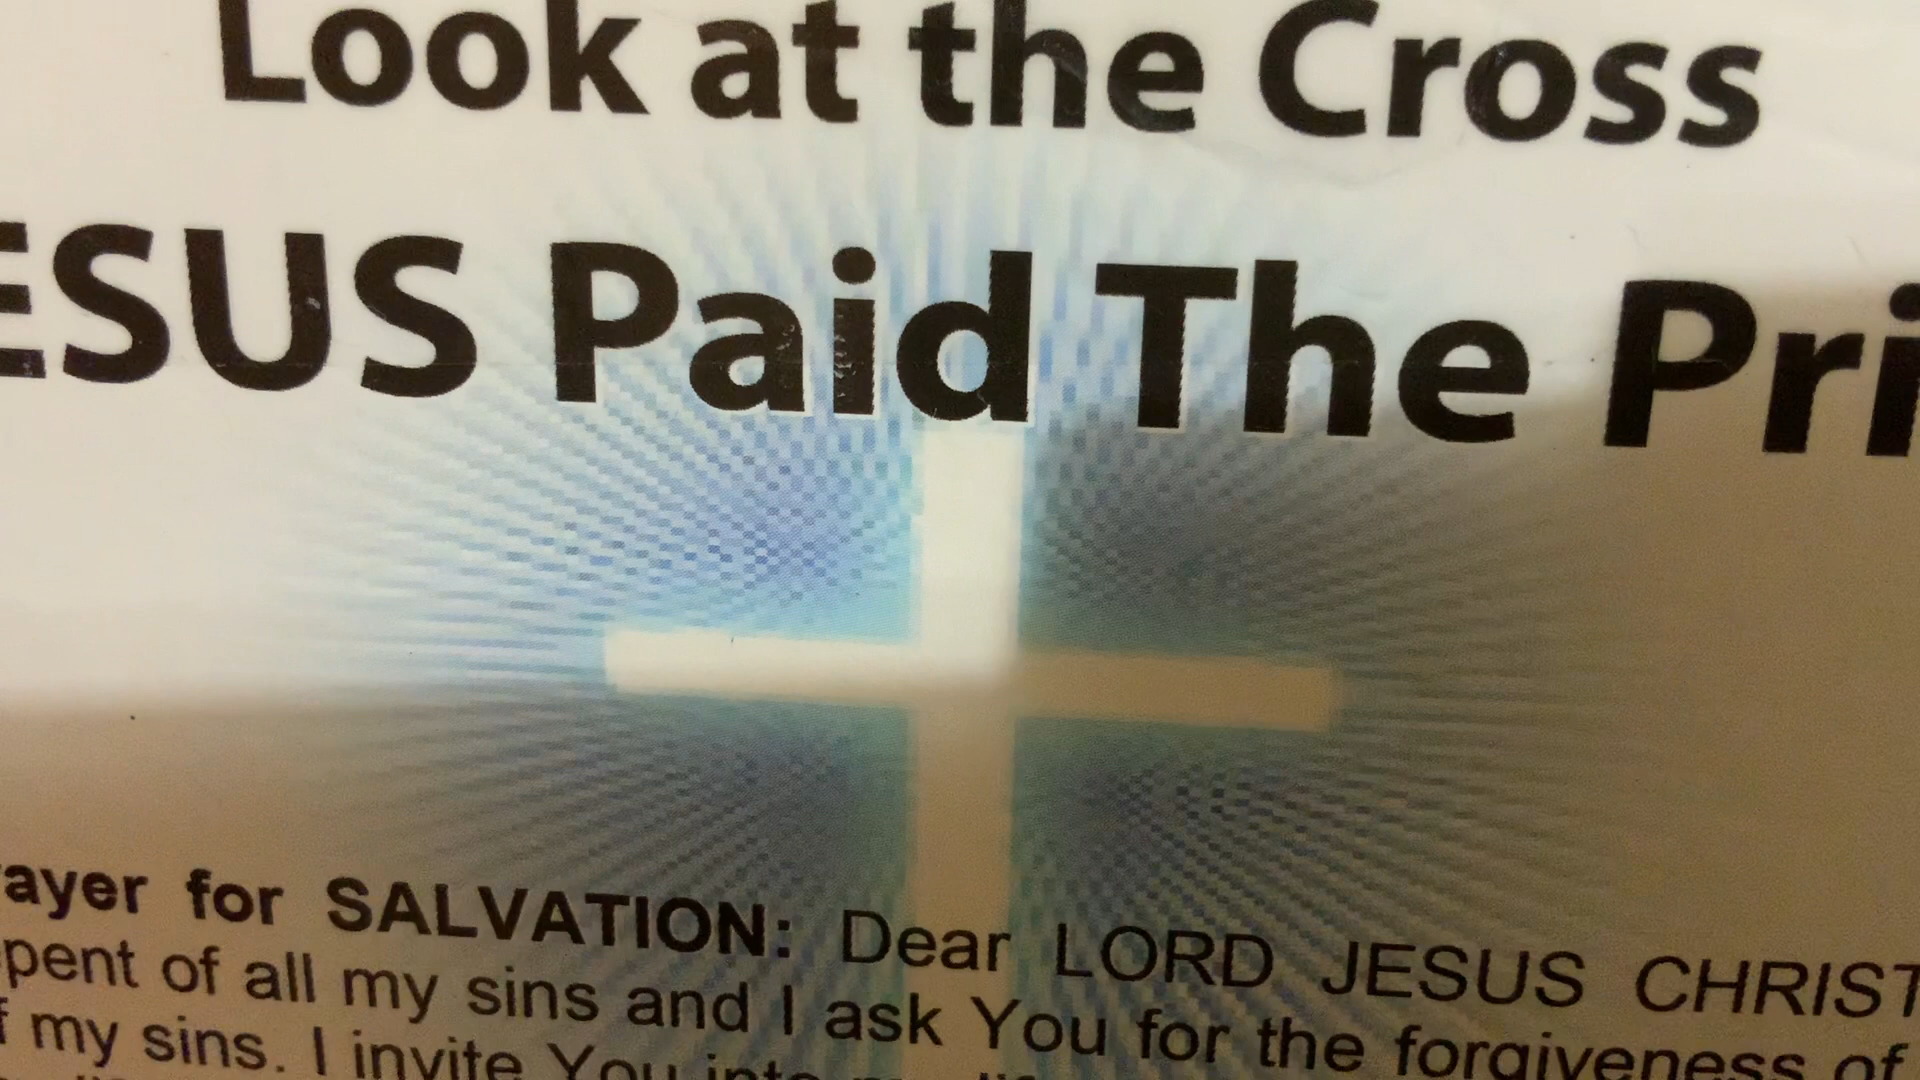 Look at the Cross
ESUS Paid The Pri
ayer for SALVATION: Dear LORD JESUS CHRIST
pent of all my sins and I ask You for the forgiveness of
f my sins. I invite You into